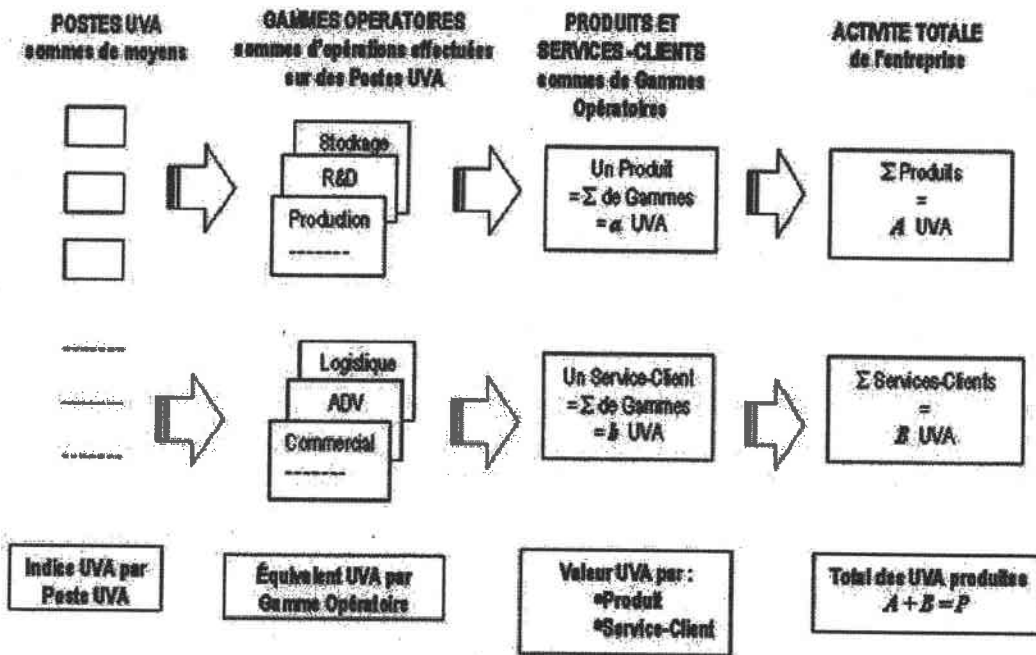 POSTES UVA
sommes de moyens
GAMMES OPERATOIRES
sommes d'opérations effectuées
sur des Postes UVA
PRODUITS ET
SERVICES-CLIENTS
sommes de Gammes
Opératoires
ACTIVITE TOTALE
de l'entreprise
Stockage
R&D
Production
-------
Un Produit
= Σ de Gammes
= a UVA
Σ Produits
=
A UVA
Logistique
ADV
Commercial
-------
Un Service-Client
= Σ de Gammes
= b UVA
Σ Services-Clients
=
B UVA
Indice UVA par
Poste UVA
Équivalent UVA par
Gamme Opératoire
Valeur UVA par :
*Produit
*Service-Client
Total des UVA produites
A + B = P